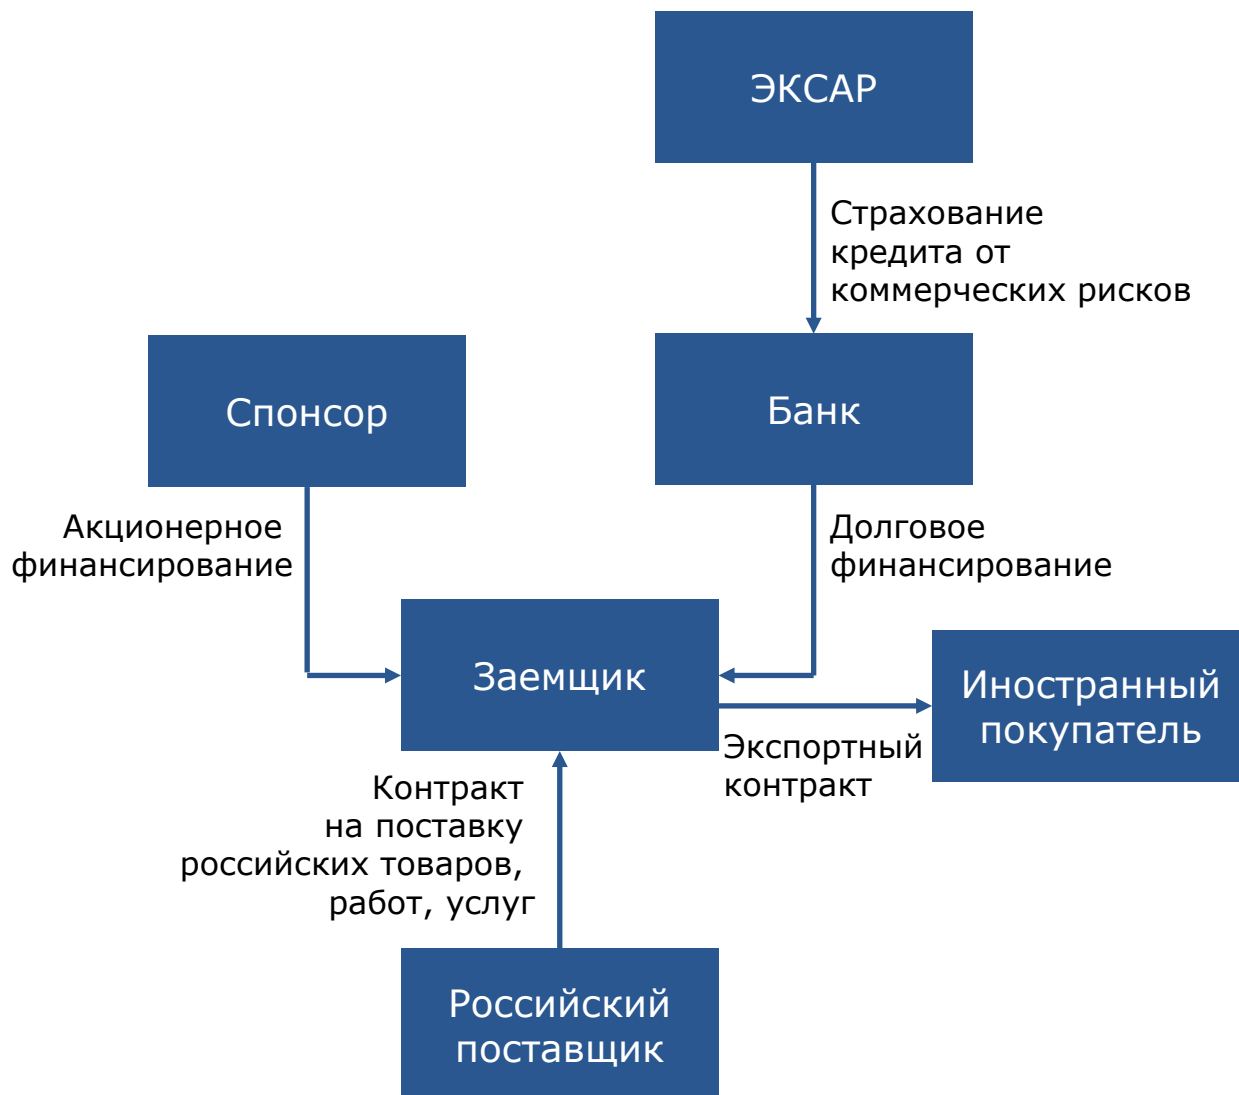 ЭКСАР
Страхование
кредита от
коммерческих рисков
Спонсор
Банк
Акционерное
финансирование
Долговое
финансирование
Заемщик
Иностранный
покупатель
Экспортный
контракт
Контракт
на поставку
российских товаров,
работ, услуг
Российский
поставщик